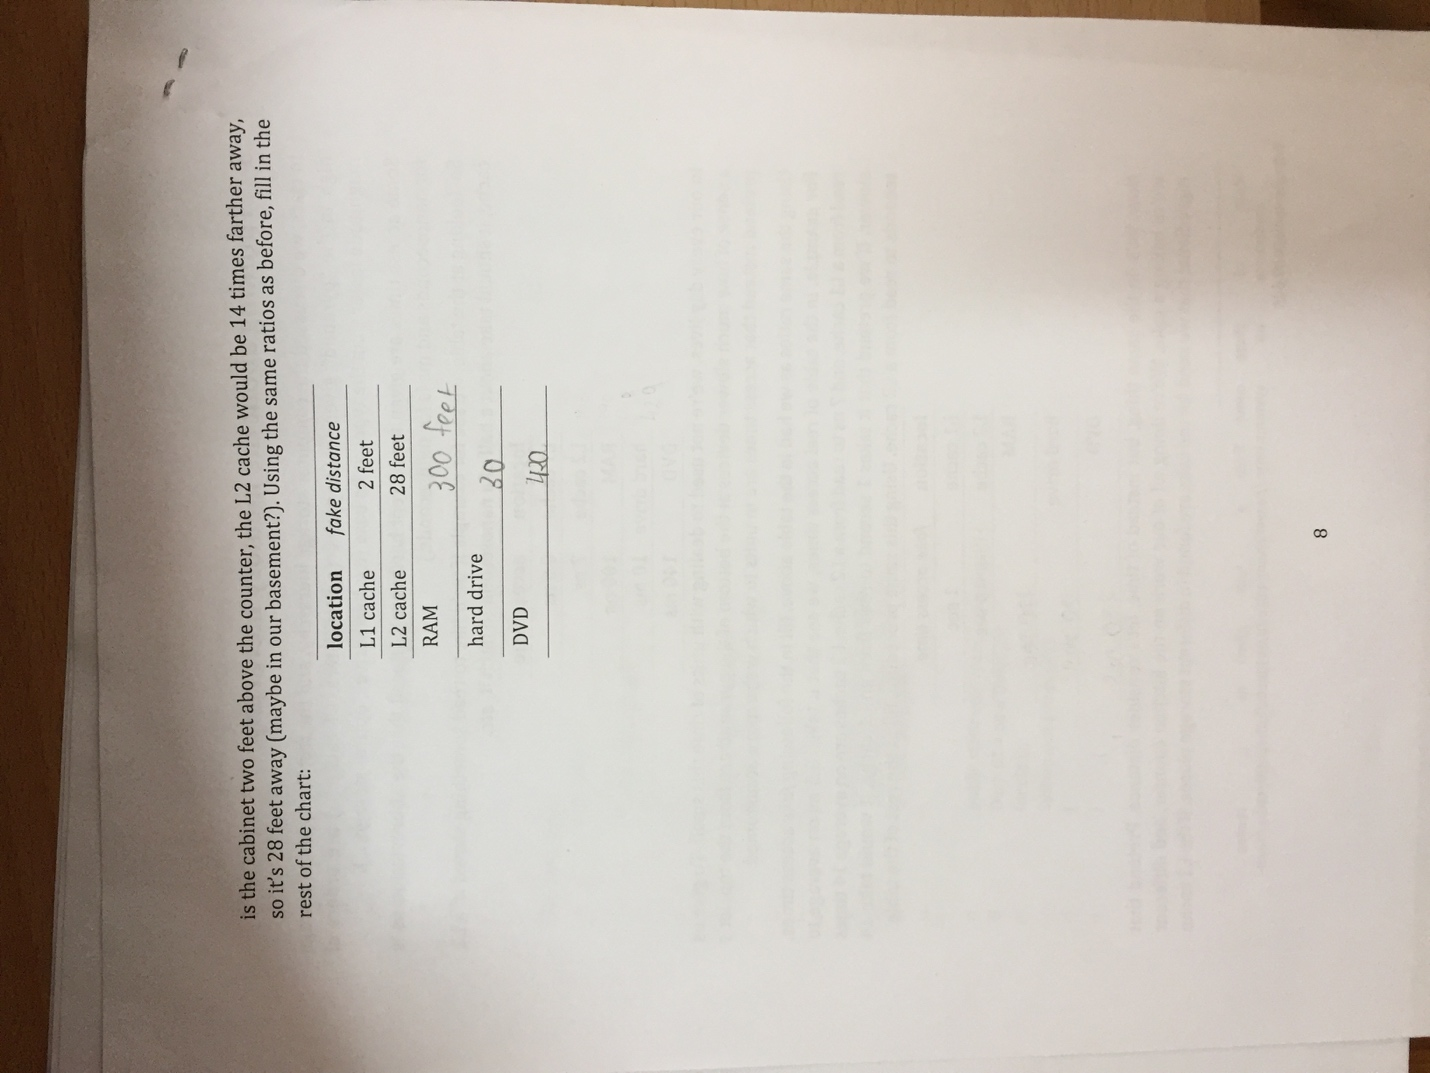 is the cabinet two feet above the counter, the L2 cache would be 14 times farther away,
so it's 28 feet away (maybe in our basement?). Using the same ratios as before, fill in the
rest of the chart:
location fake distance
L1 cache 2 feet
L2 cache 28 feet
RAM 300 feet
hard drive 30
DVD 420
8